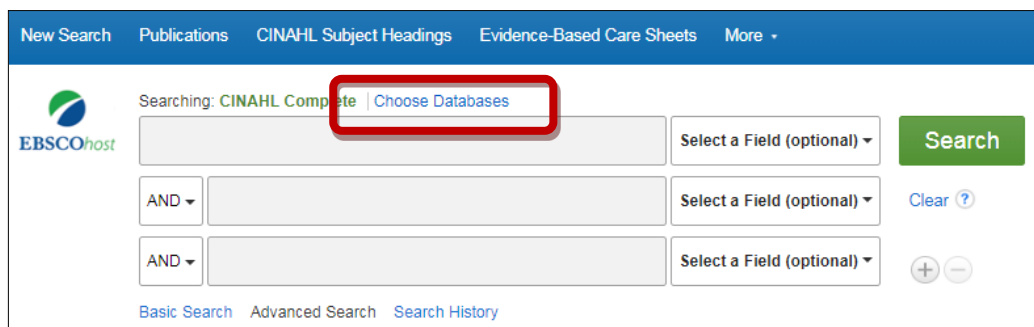 New Search Publications CINAHL Subject Headings Evidence-Based Care Sheets More
Searching: CINAHL Complete | Choose Databases
EBSCOhost
Select a Field (optional) Search
AND Select a Field (optional) Clear ?
AND Select a Field (optional) + −
Basic Search Advanced Search Search History